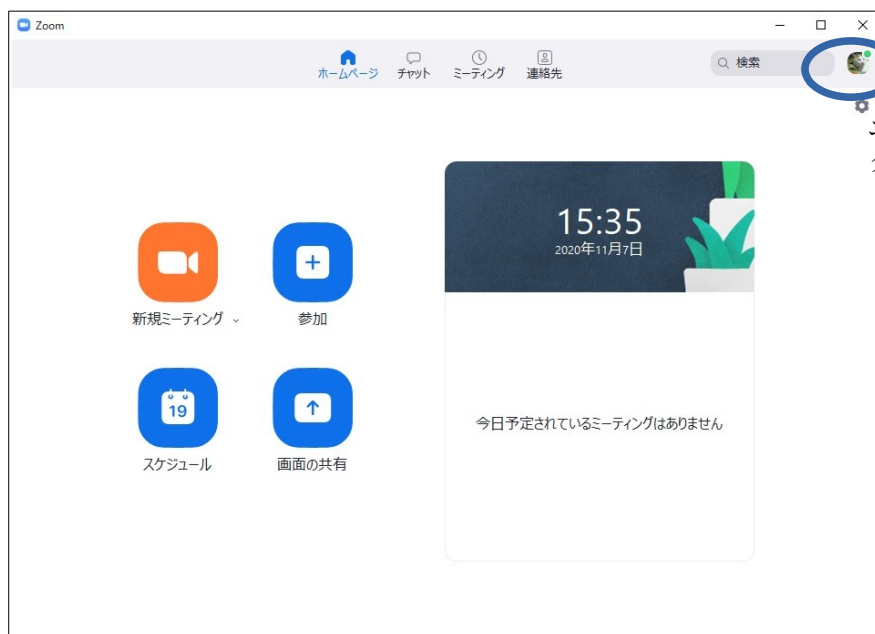 Zoom
ホームページ チャット ミーティング 連絡先
検索
15:35
2020年11月7日
新規ミーティング 参加
19
スケジュール 画面の共有
今日予定されているミーティングはありません